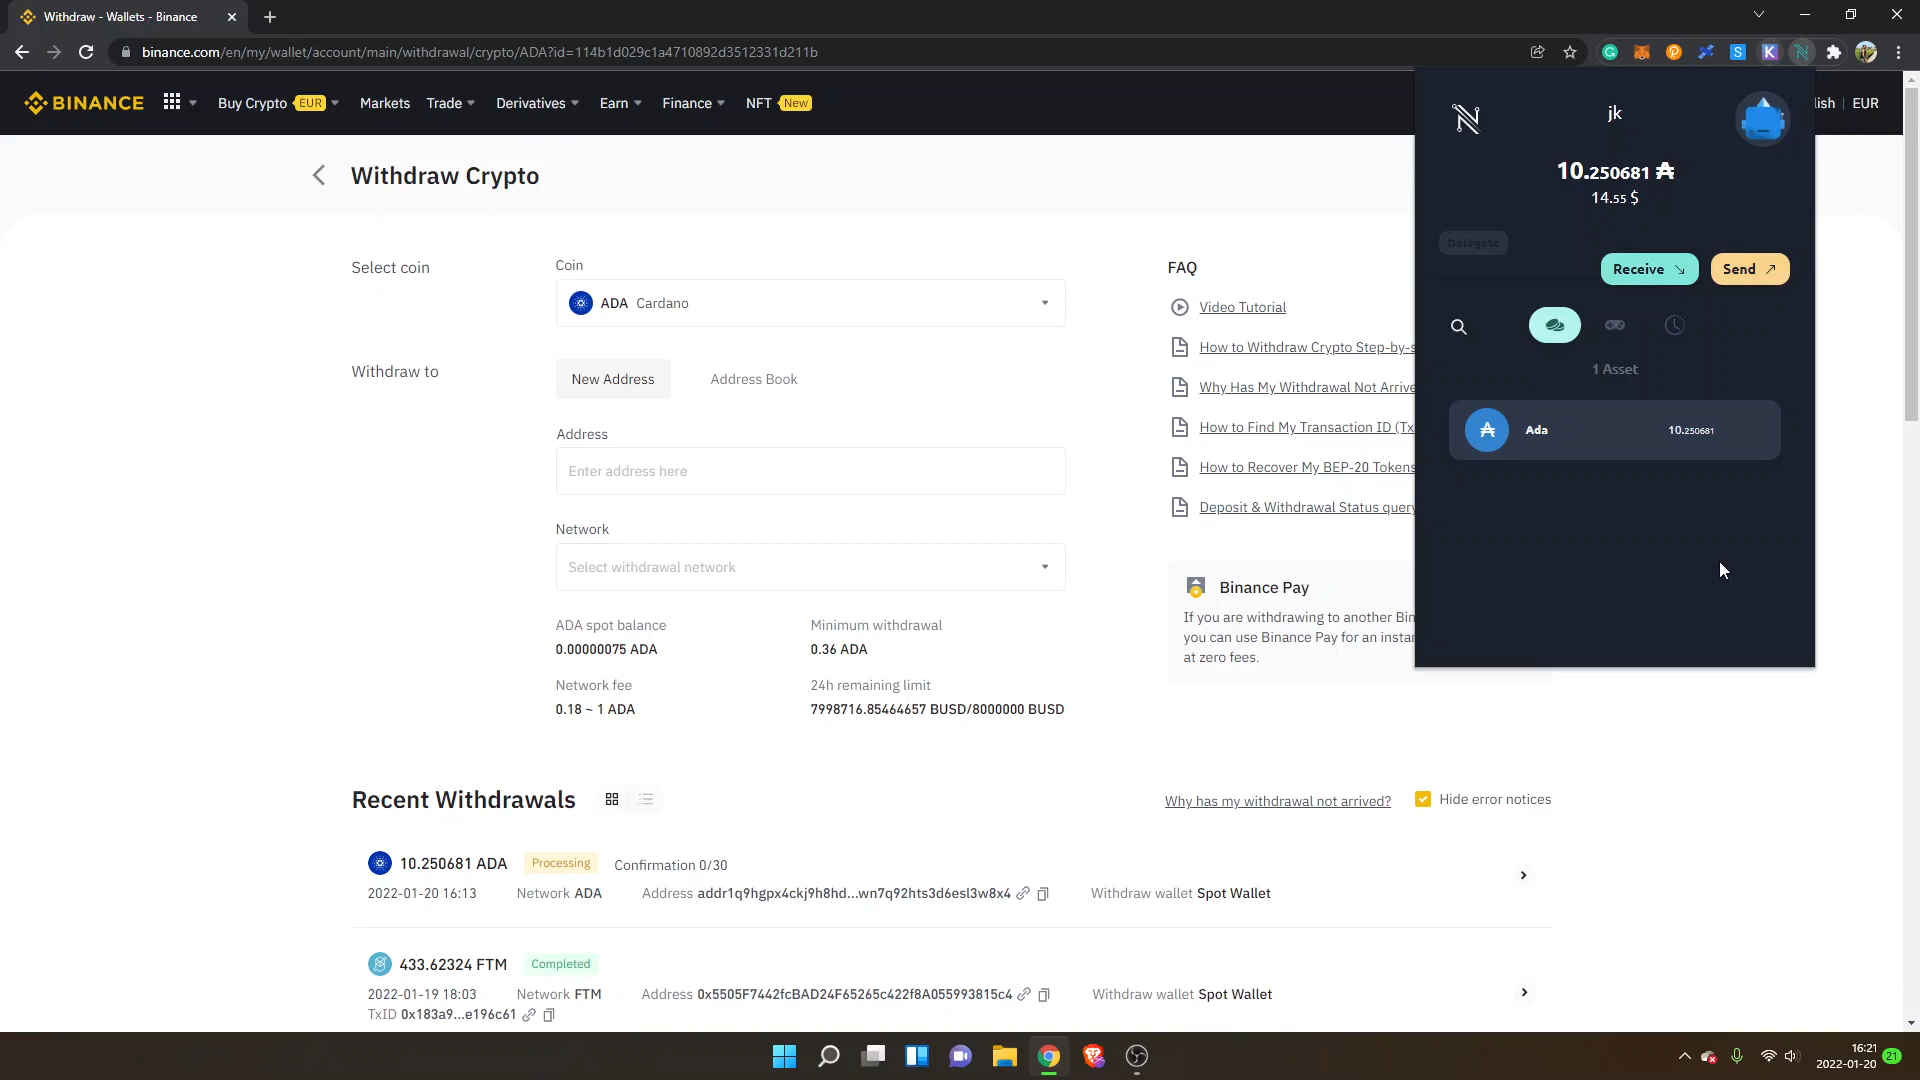 Withdraw - Wallets - Binance
binance.com/en/my/wallet/account/main/withdrawal/crypto/ADA?id=114b1d029c1a4710892d3512331d211b
BINANCE
Buy Crypto EUR
Markets
Trade
Derivatives
Earn
Finance
NFT New
lish | EUR
Withdraw Crypto
Select coin
Coin
ADA Cardano
Withdraw to
New Address
Address Book
Address
Enter address here
Network
Select withdrawal network
ADA spot balance
0.00000075 ADA
Minimum withdrawal
0.36 ADA
Network fee
0.18 ~ 1 ADA
24h remaining limit
7998716.85464657 BUSD/8000000 BUSD
FAQ
Video Tutorial
How to Withdraw Crypto Step-by-s
Why Has My Withdrawal Not Arrive
How to Find My Transaction ID (Tx
How to Recover My BEP-20 Tokens
Deposit & Withdrawal Status query
Binance Pay
If you are withdrawing to another Bin
you can use Binance Pay for an instar
at zero fees.
jk
10.250681 ₳
14.55 $
Delegate
Receive
Send
1 Asset
₳ Ada 10.250681
Recent Withdrawals
Why has my withdrawal not arrived?
Hide error notices
10.250681 ADA Processing Confirmation 0/30
2022-01-20 16:13 Network ADA Address addr1q9hgpx4ckj9h8hd...wn7q92hts3d6esl3w8x4 Withdraw wallet Spot Wallet
433.62324 FTM Completed
2022-01-19 18:03 Network FTM Address 0x5505F7442fcBAD24F65265c422f8A055993815c4 Withdraw wallet Spot Wallet
TxID 0x183a9...e196c61
16:21
2022-01-20
21